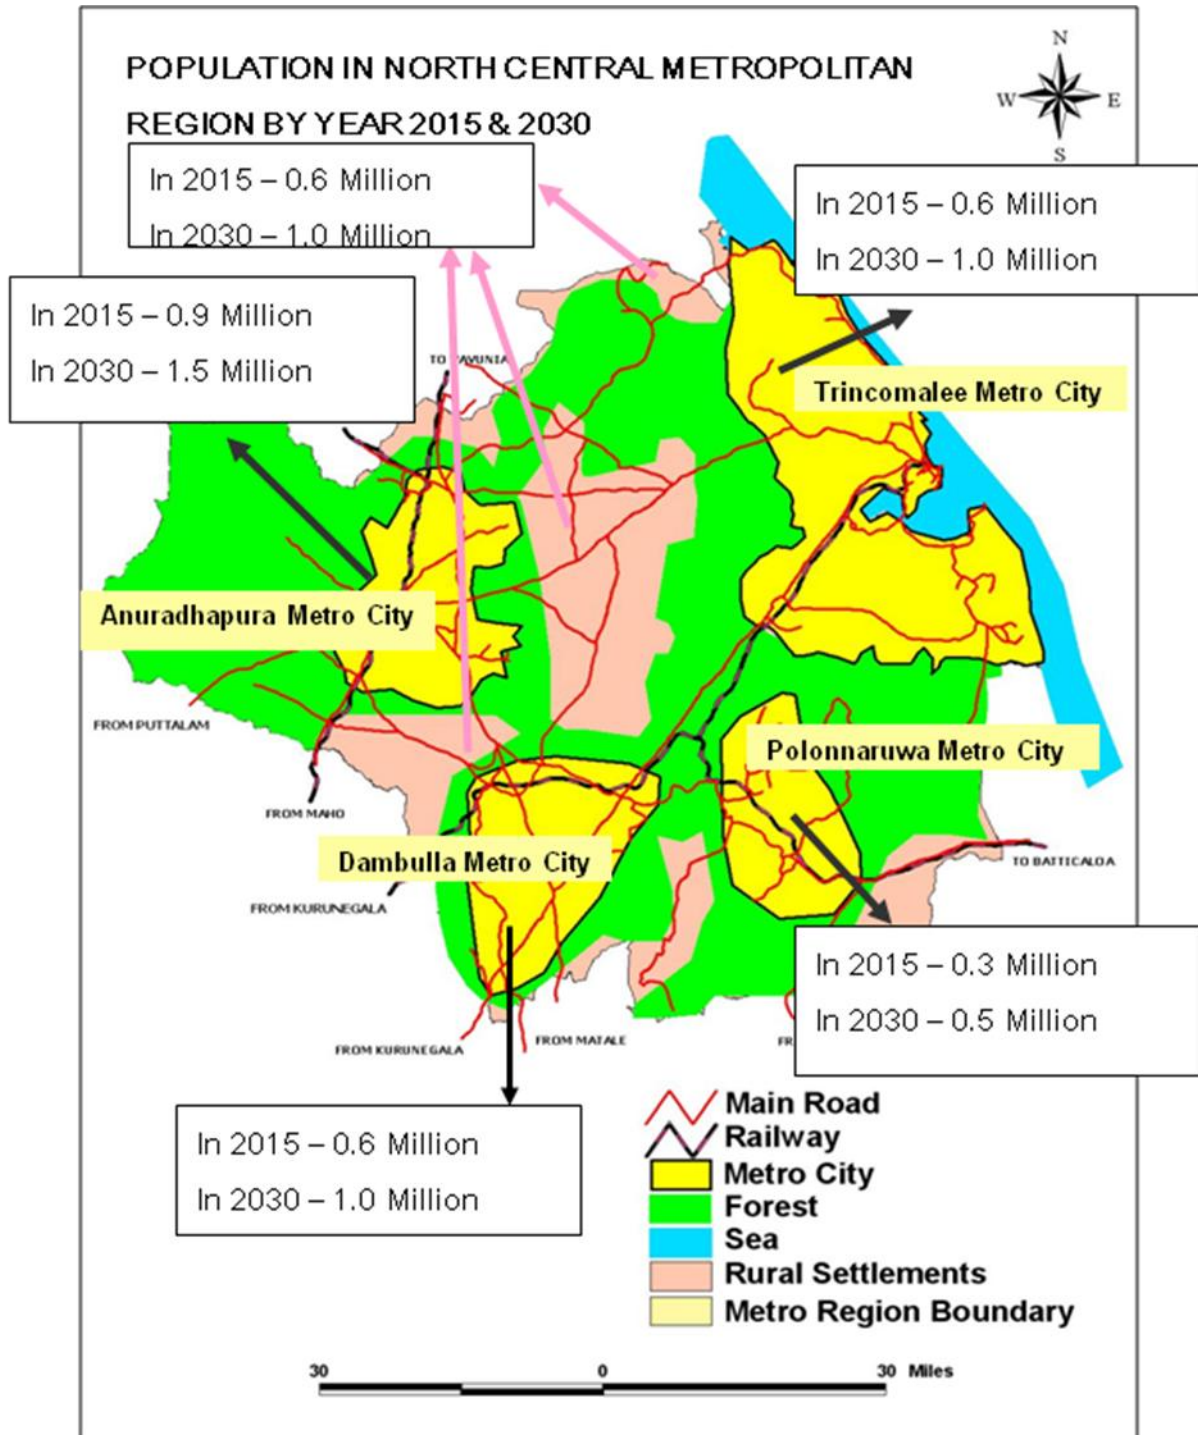 POPULATION IN NORTH CENTRAL METROPOLITAN
REGION BY YEAR 2015 & 2030
N
W
E
S
In 2015 – 0.6 Million
In 2030 – 1.0 Million
In 2015 – 0.6 Million
In 2030 – 1.0 Million
In 2015 – 0.9 Million
In 2030 – 1.5 Million
TO VAVUNIA
Trincomalee Metro City
Anuradhapura Metro City
FROM PUTTALAM
Polonnaruwa Metro City
FROM MAHO
Dambulla Metro City
TO BATTICALOA
FROM KURUNEGALA
In 2015 – 0.3 Million
In 2030 – 0.5 Million
FROM KURUNEGALA
FROM MATALE
In 2015 – 0.6 Million
In 2030 – 1.0 Million
Main Road
Railway
Metro City
Forest
Sea
Rural Settlements
Metro Region Boundary
30
0
30 Miles